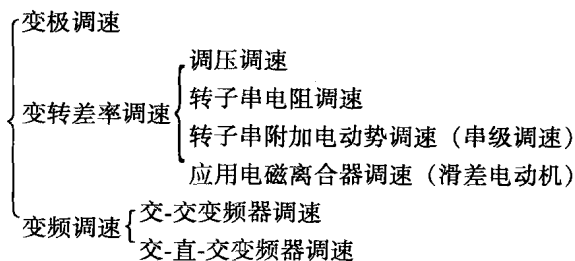 变极调速
调压调速
转子串电阻调速
变转差率调速
转子串附加电动势调速（串级调速）
应用电磁离合器调速（滑差电动机）
交-交变频器调速
变频调速
交-直-交变频器调速